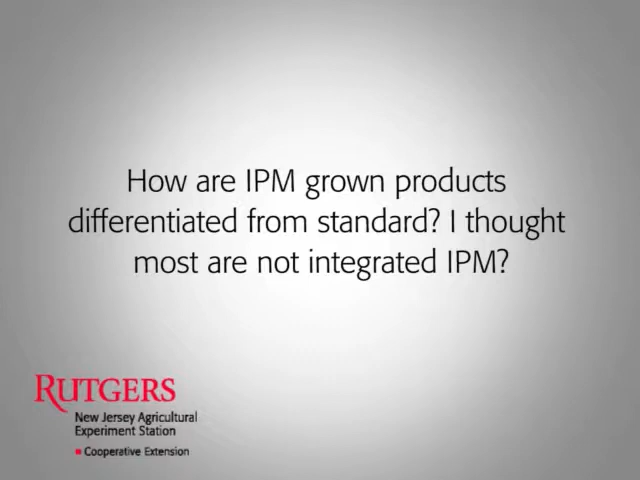 How are IPM grown products
differentiated from standard? I thought
most are not integrated IPM?
RUTGERS
New Jersey Agricultural
Experiment Station
Cooperative Extension